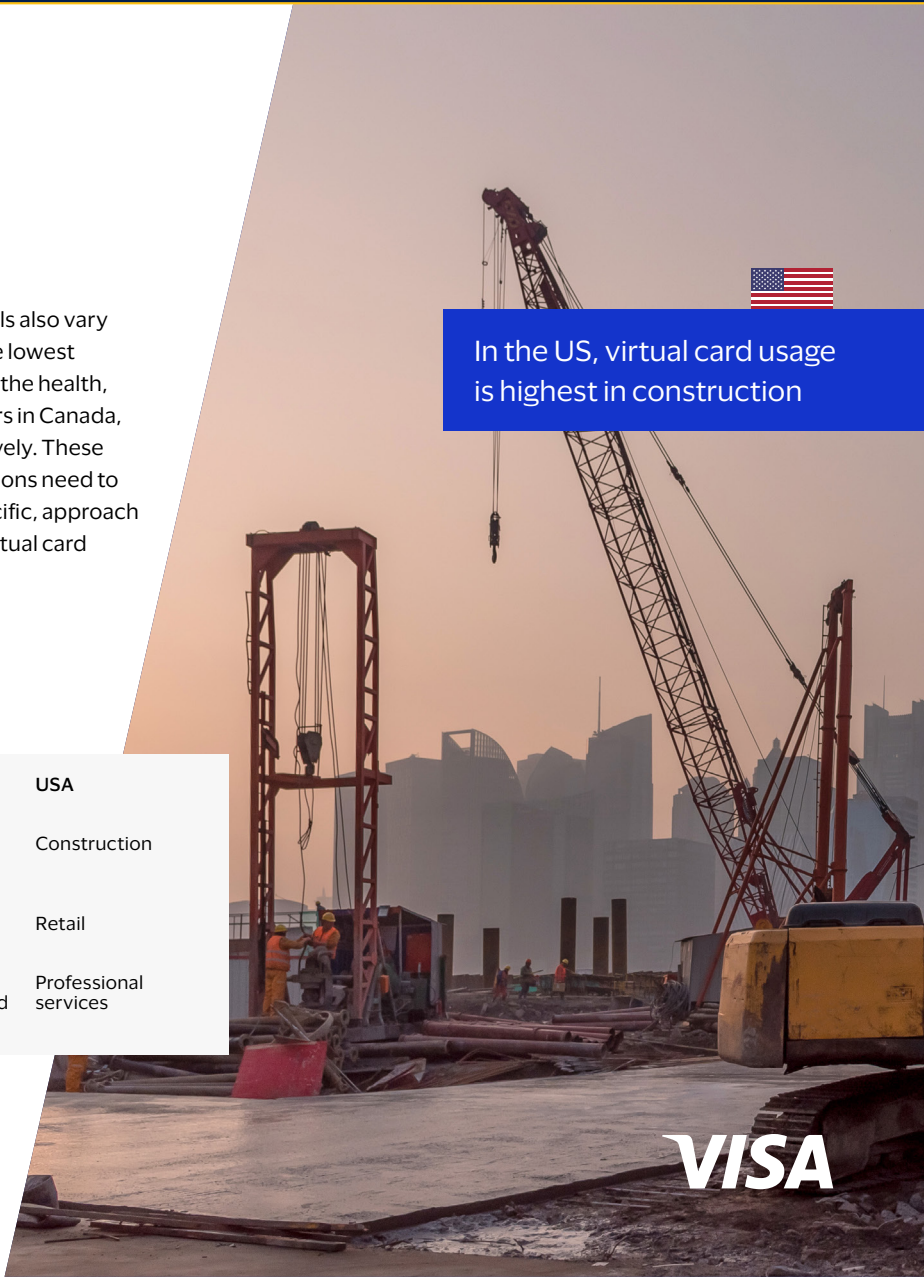 ls also vary
e lowest
the health,
rs in Canada,
vely. These
ons need to
cific, approach
tual card
In the US, virtual card usage
is highest in construction
USA
Construction
Retail
Professional
d services
VISA